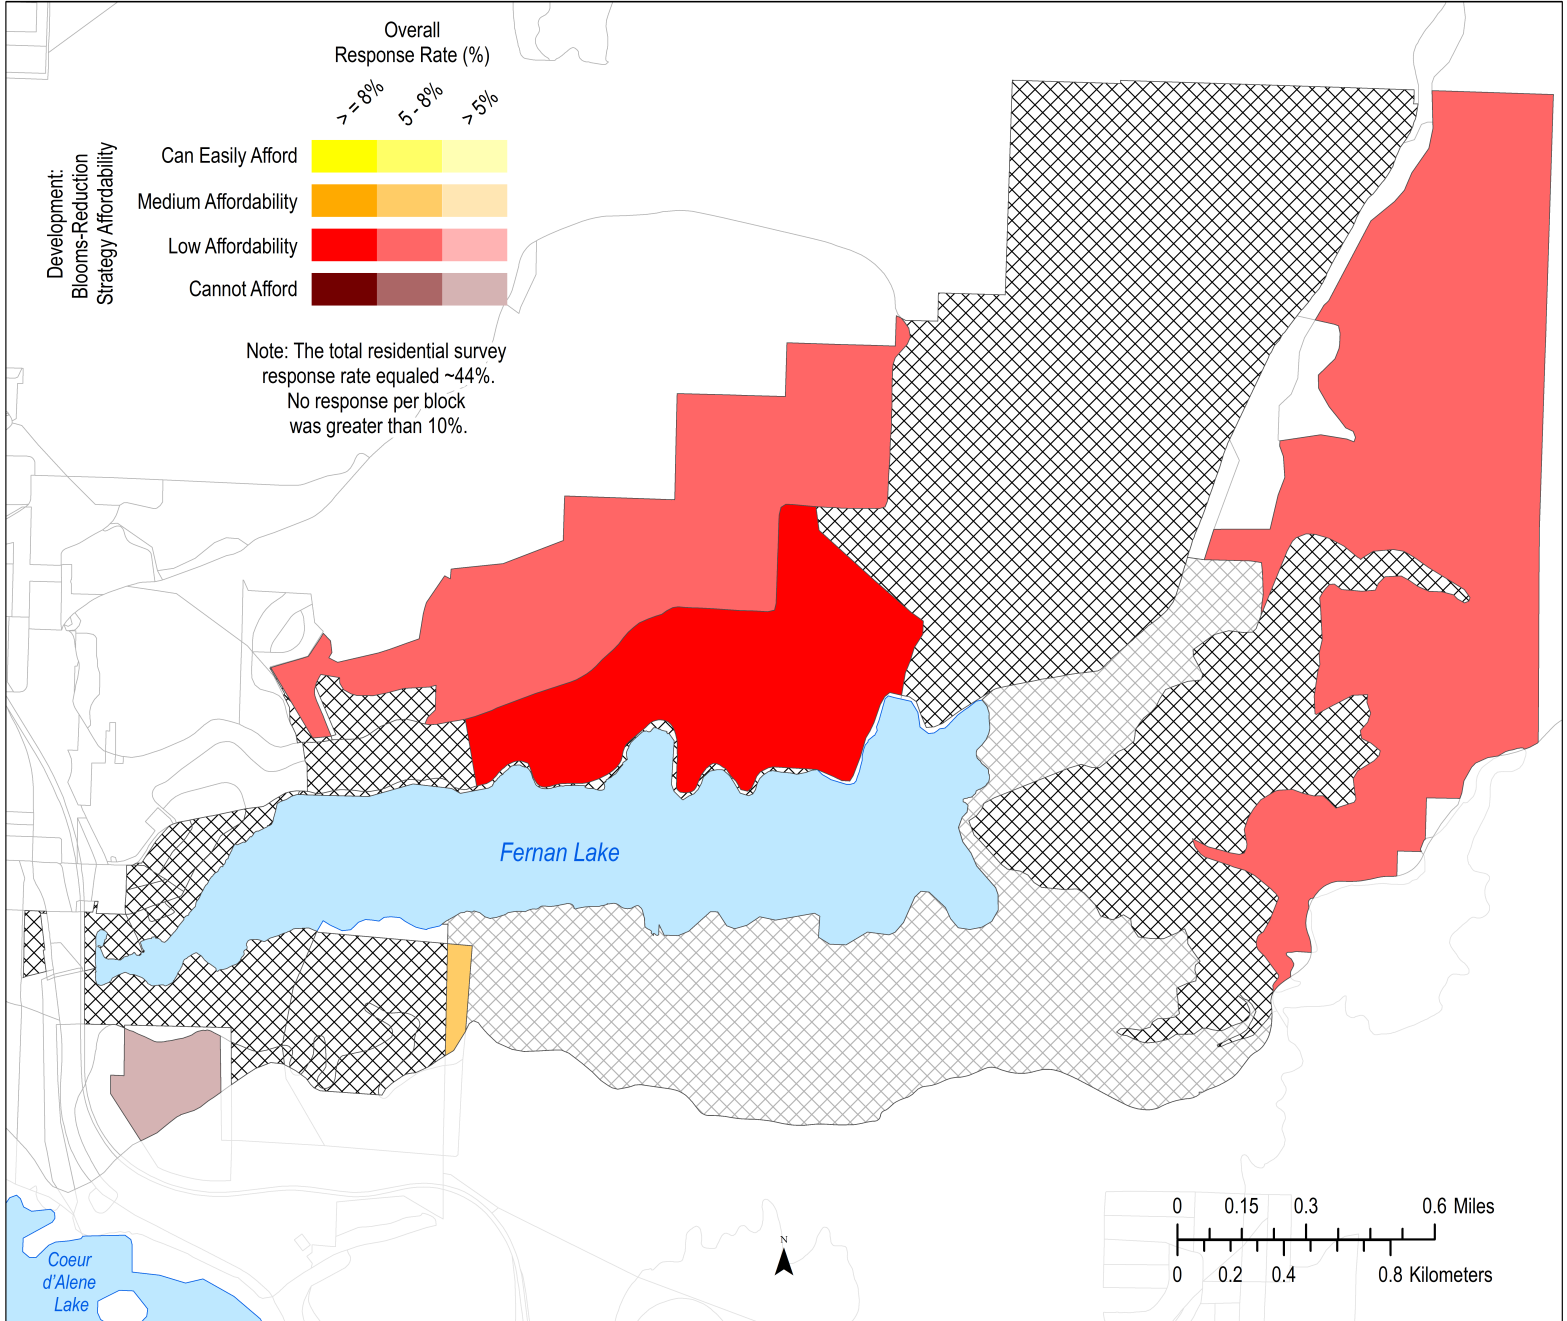 Overall
Response Rate (%)
> = 8%
5 - 8%
> 5%
Development:
Blooms-Reduction
Strategy Affordability
Can Easily Afford
Medium Affordability
Low Affordability
Cannot Afford
Note: The total residential survey
response rate equaled ~44%.
No response per block
was greater than 10%.
Fernan Lake
Coeur
d'Alene
Lake
N
0 0.15 0.3 0.6 Miles
0 0.2 0.4 0.8 Kilometers